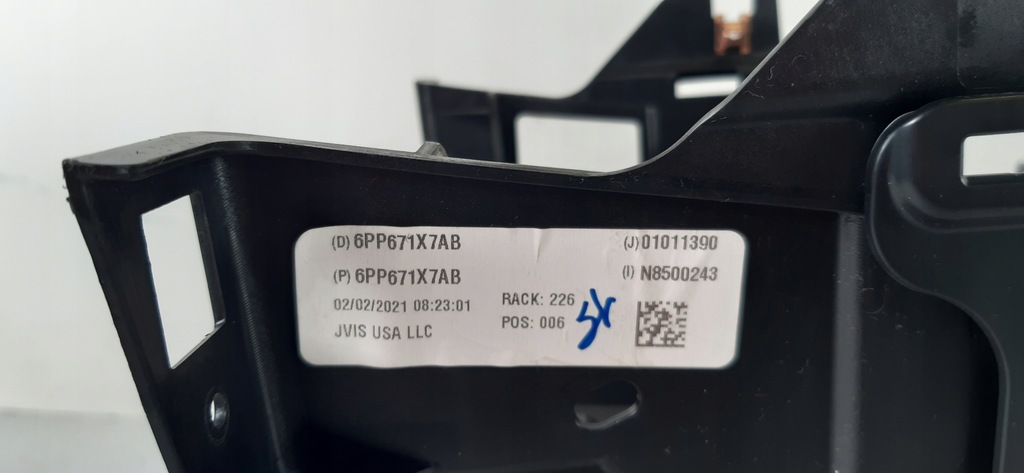 (D) 6PP671X7AB
(J) 01011390
(P) 6PP671X7AB
(I) N8500243
02/02/2021 08:23:01
RACK: 226
JVIS USA LLC
POS: 006